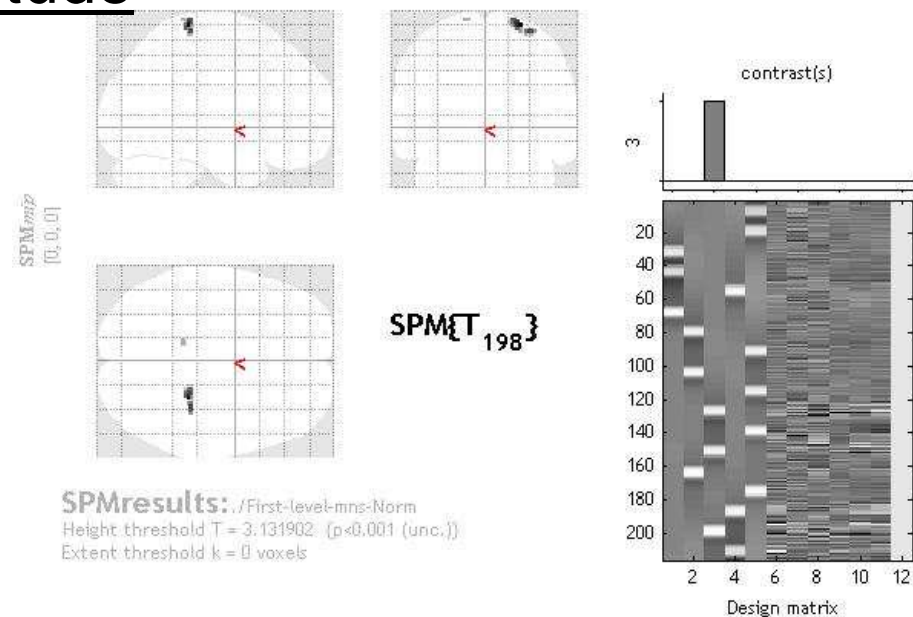 contrast(s)
3
SPMmip
[0, 0, 0]
SPM{T198}
SPMresults: ./First-level-mns-Norm
Height threshold T = 3.131902 (p<0.001 (unc.))
Extent threshold k = 0 voxels
20
40
60
80
100
120
140
160
180
200
2 4 6 8 10 12
Design matrix